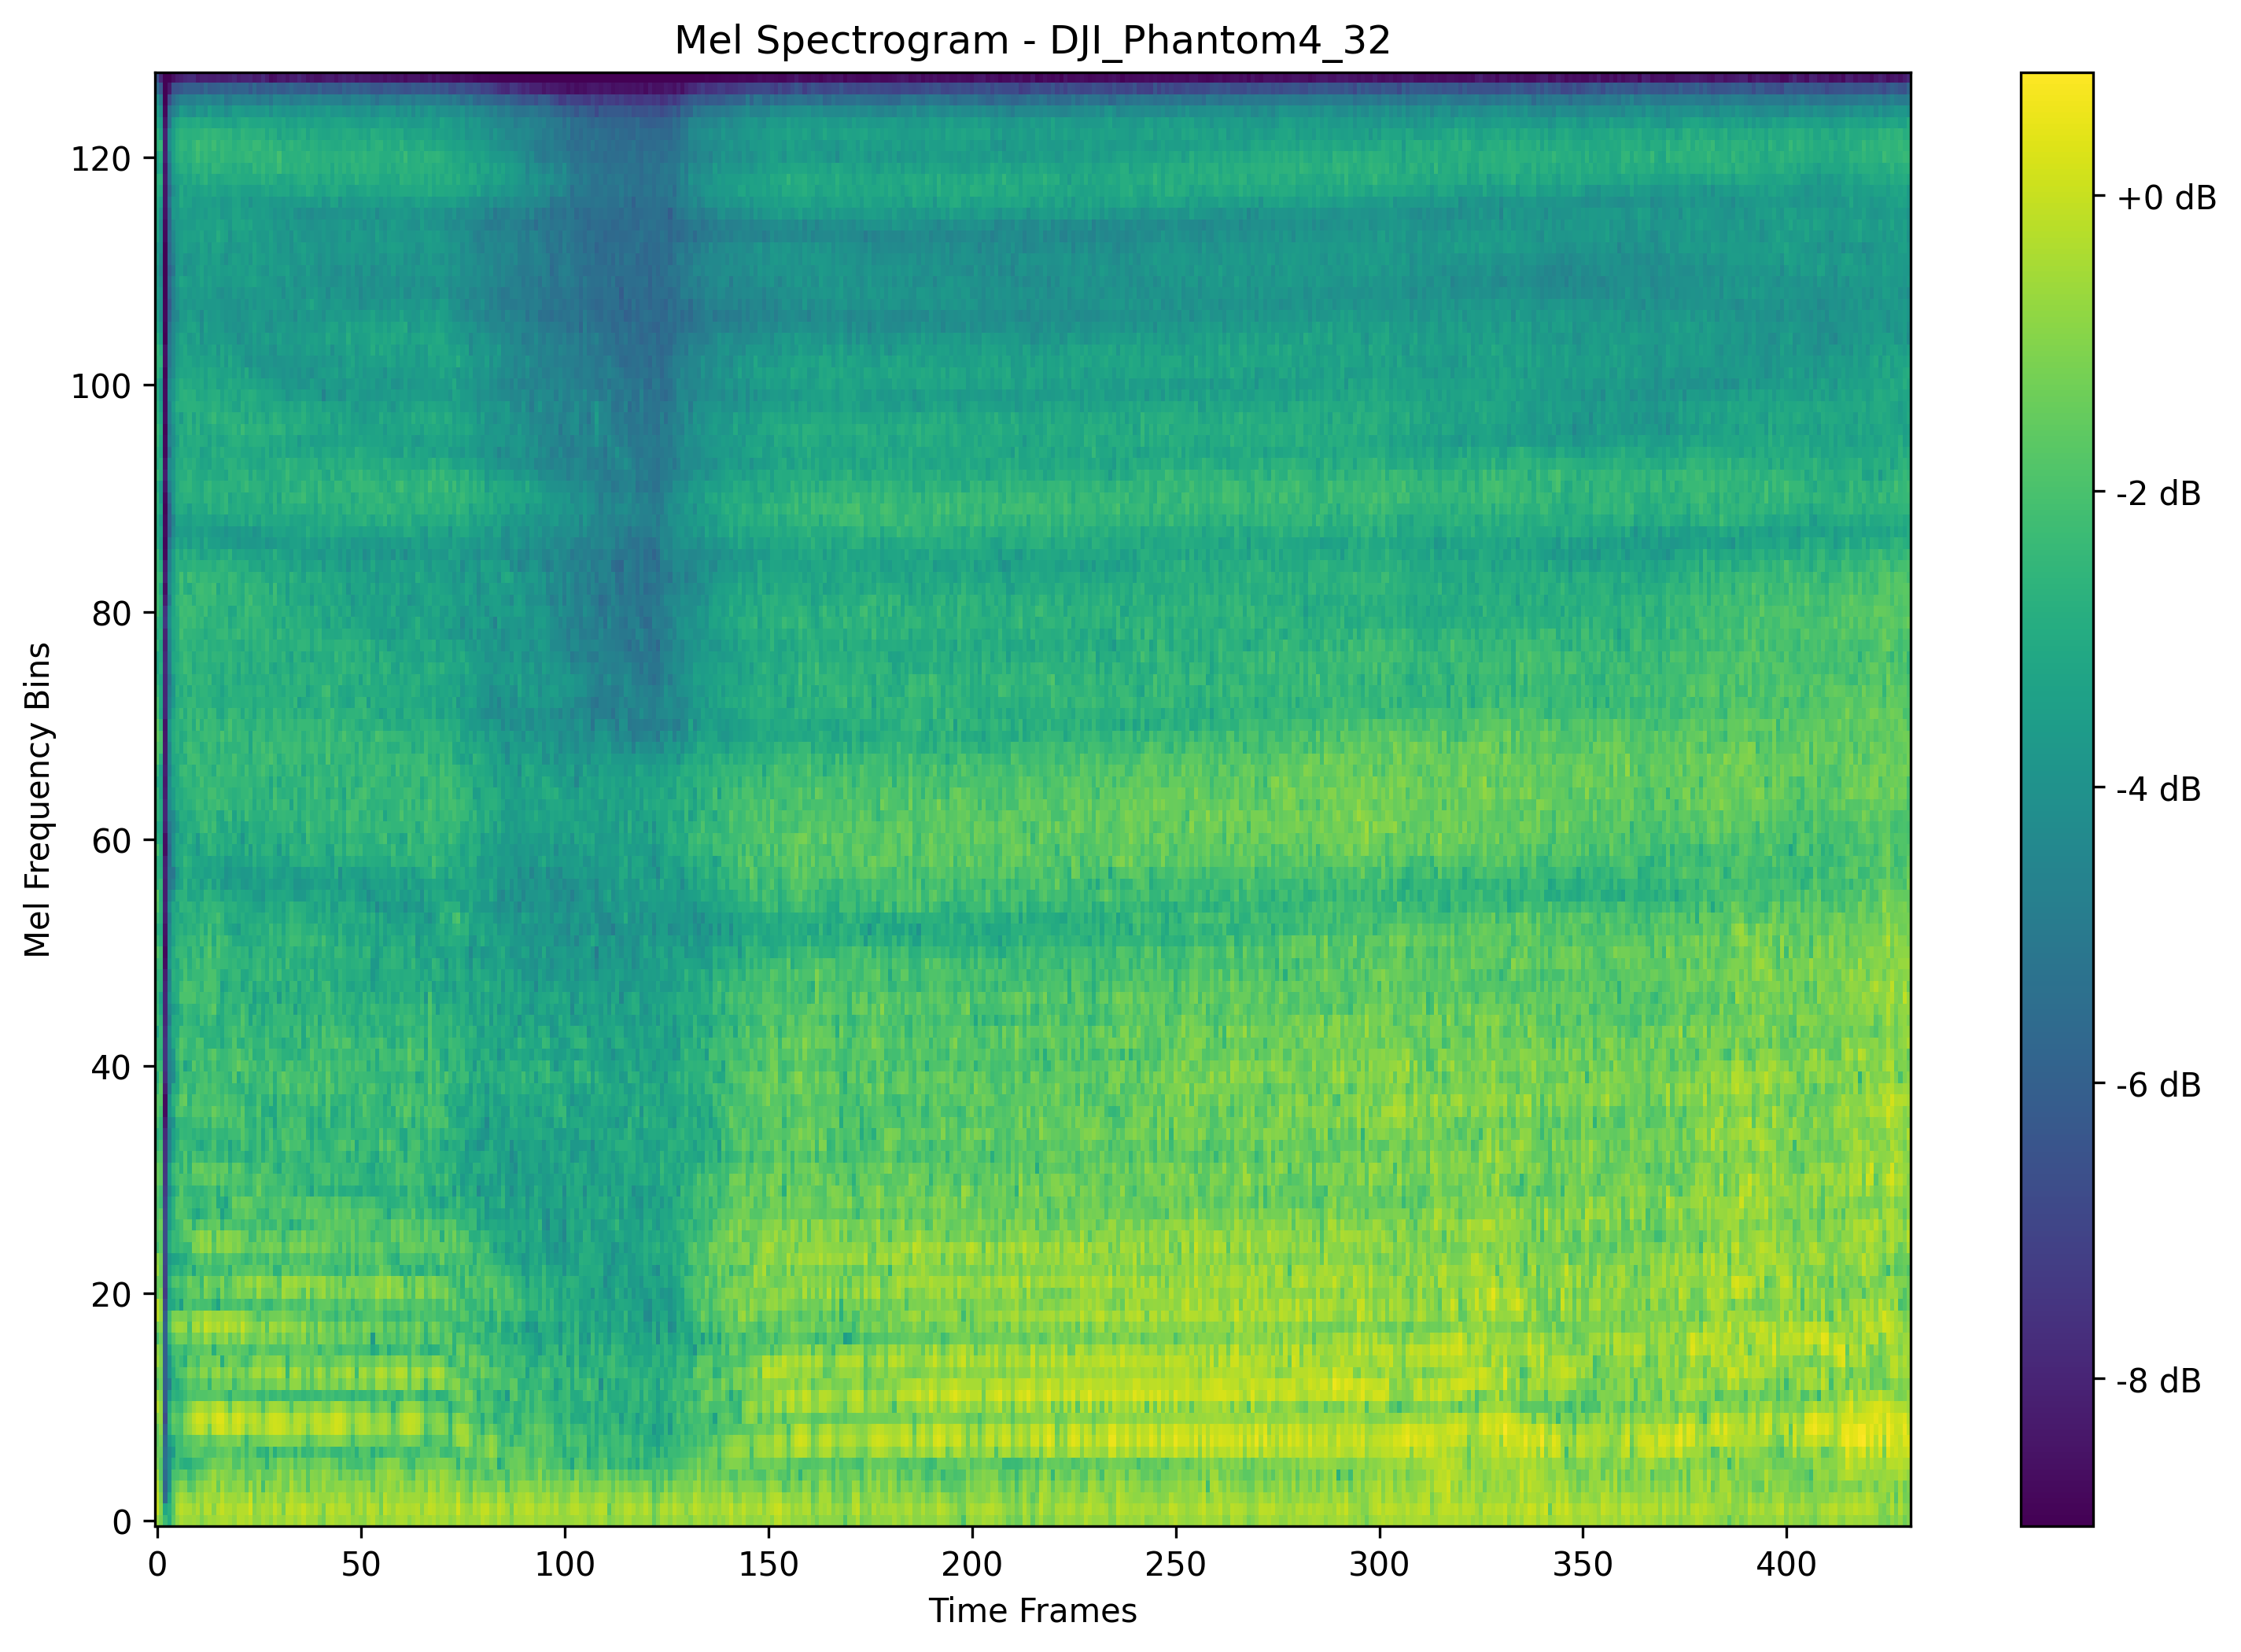 Mel Spectrogram - DJI_Phantom4_32
120
100
80
60
40
20
0
Mel Frequency Bins
0 50 100 150 200 250 300 350 400
Time Frames
+0 dB
-2 dB
-4 dB
-6 dB
-8 dB